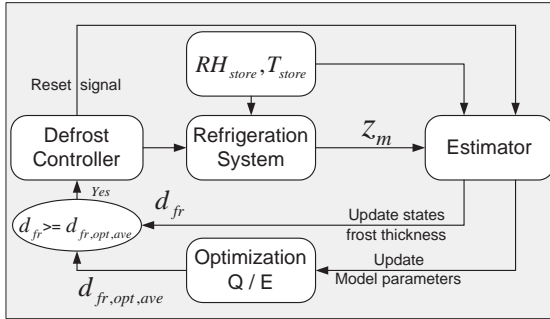 RH_store, T_store
Reset signal
Defrost Controller
Refrigeration System
z_m
Estimator
Yes
d_fr
Update states
frost thickness
d_fr >= d_fr,opt,ave
Optimization
Q / E
Update
Model parameters
d_fr,opt,ave